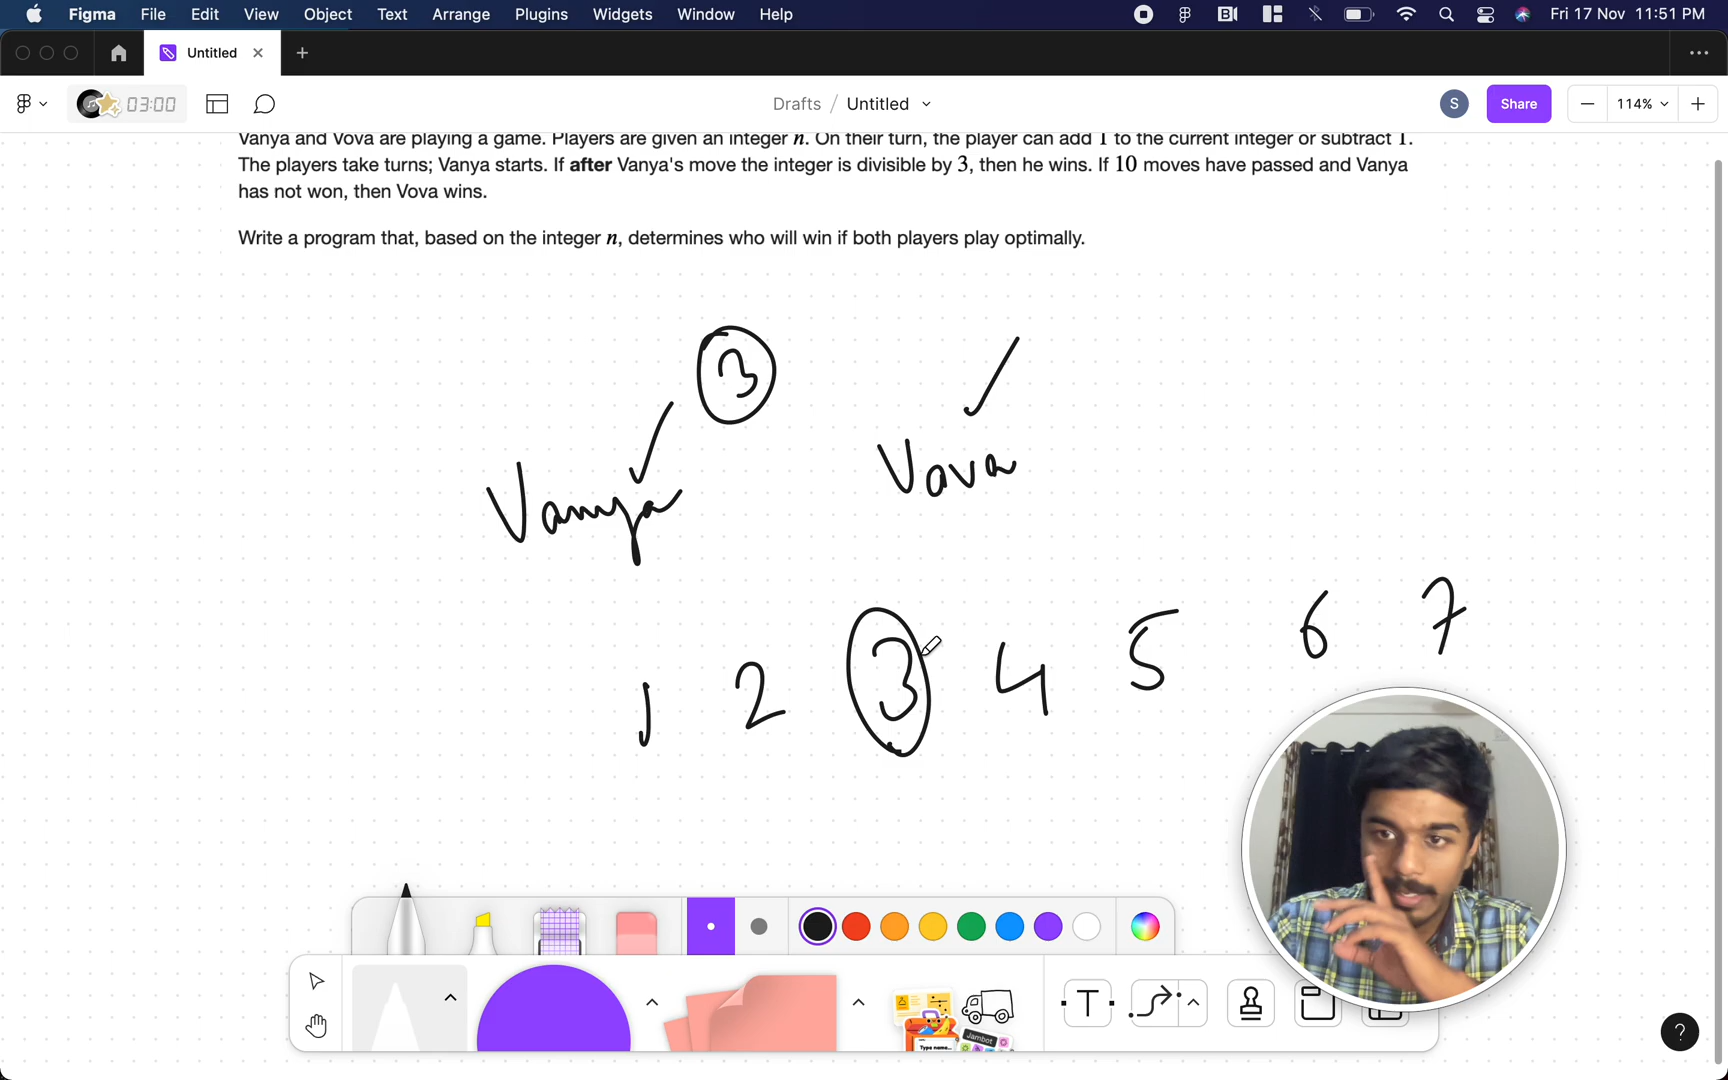 Figma File Edit View Object Text Arrange Plugins Widgets Window Help Fri 17 Nov 11:51 PM
Untitled
03:00 Drafts / Untitled S Share 114%
Vanya and Vova are playing a game. Players are given an integer n. On their turn, the player can add 1 to the current integer or subtract 1.
The players take turns; Vanya starts. If after Vanya's move the integer is divisible by 3, then he wins. If 10 moves have passed and Vanya
has not won, then Vova wins.
Write a program that, based on the integer n, determines who will win if both players play optimally.
3
Vanya Vova
1 2 3 4 5 6 7
T
Type name...
Jambot
?